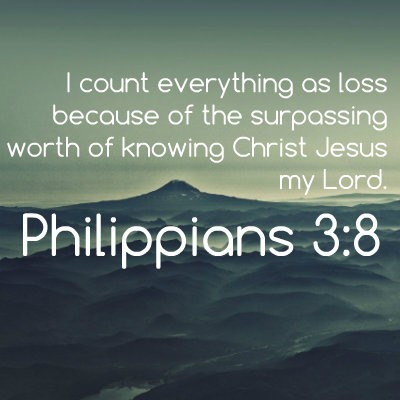 I count everything as loss
because of the surpassing
worth of knowing Christ Jesus
my Lord.
Philippians 3:8